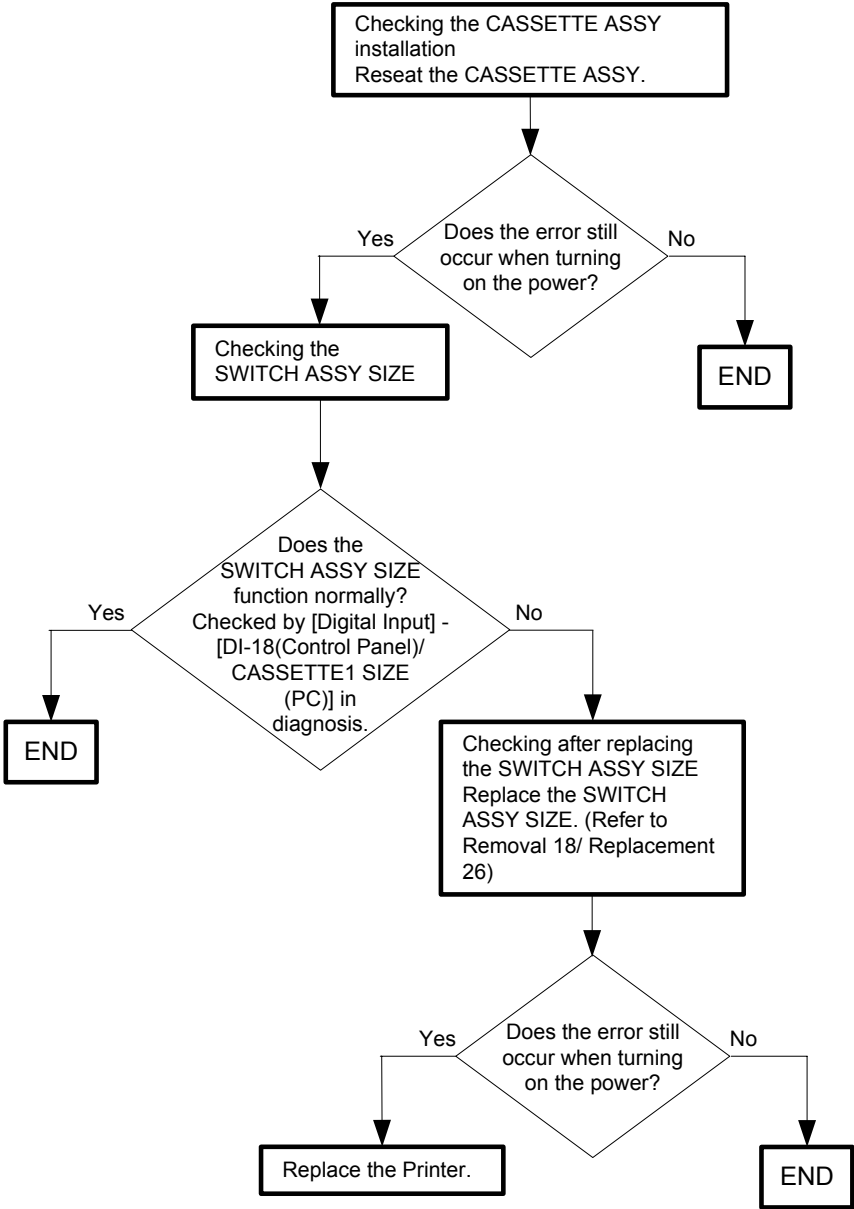 Checking the CASSETTE ASSY
installation
Reseat the CASSETTE ASSY.
Does the error still
occur when turning
on the power?
Yes
No
Checking the
SWITCH ASSY SIZE
END
Does the
SWITCH ASSY SIZE
function normally?
Checked by [Digital Input] -
[DI-18(Control Panel)/
CASSETTE1 SIZE
(PC)] in
diagnosis.
Yes
No
END
Checking after replacing
the SWITCH ASSY SIZE
Replace the SWITCH
ASSY SIZE. (Refer to
Removal 18/ Replacement
26)
Does the error still
occur when turning
on the power?
Yes
No
Replace the Printer.
END